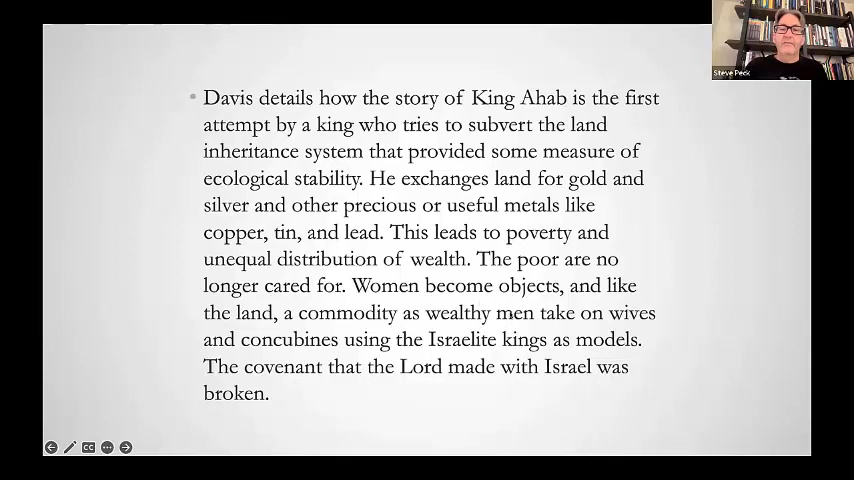 Davis details how the story of King Ahab is the first
attempt by a king who tries to subvert the land
inheritance system that provided some measure of
ecological stability. He exchanges land for gold and
silver and other precious or useful metals like
copper, tin, and lead. This leads to poverty and
unequal distribution of wealth. The poor are no
longer cared for. Women become objects, and like
the land, a commodity as wealthy men take on wives
and concubines using the Israelite kings as models.
The covenant that the Lord made with Israel was
broken.
Steve Peck
CC